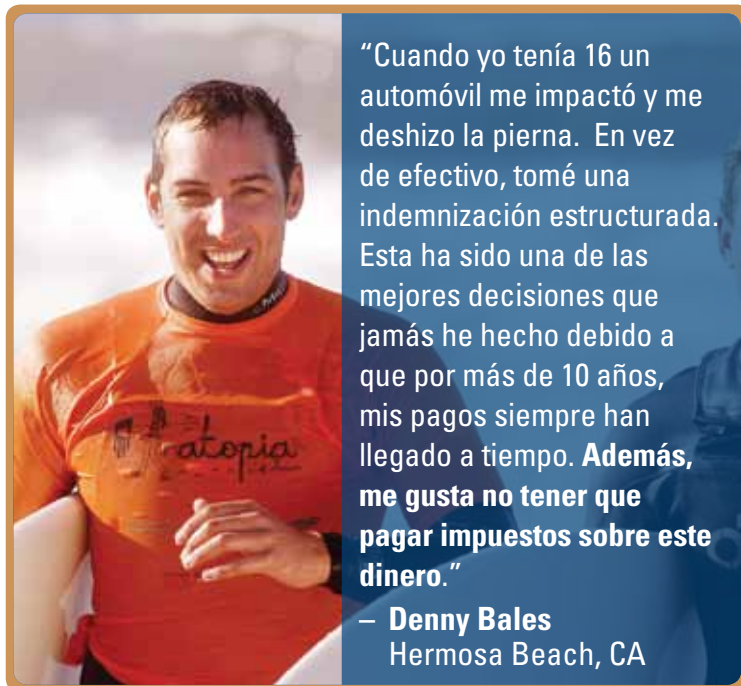 “Cuando yo tenía 16 un
automóvil me impactó y me
deshizo la pierna.  En vez
de efectivo, tomé una
indemnización estructurada.
Esta ha sido una de las
mejores decisiones que
jamás he hecho debido a
que por más de 10 años,
mis pagos siempre han
llegado a tiempo. Además,
me gusta no tener que
pagar impuestos sobre este
dinero.”
– Denny Bales
Hermosa Beach, CA
atopia